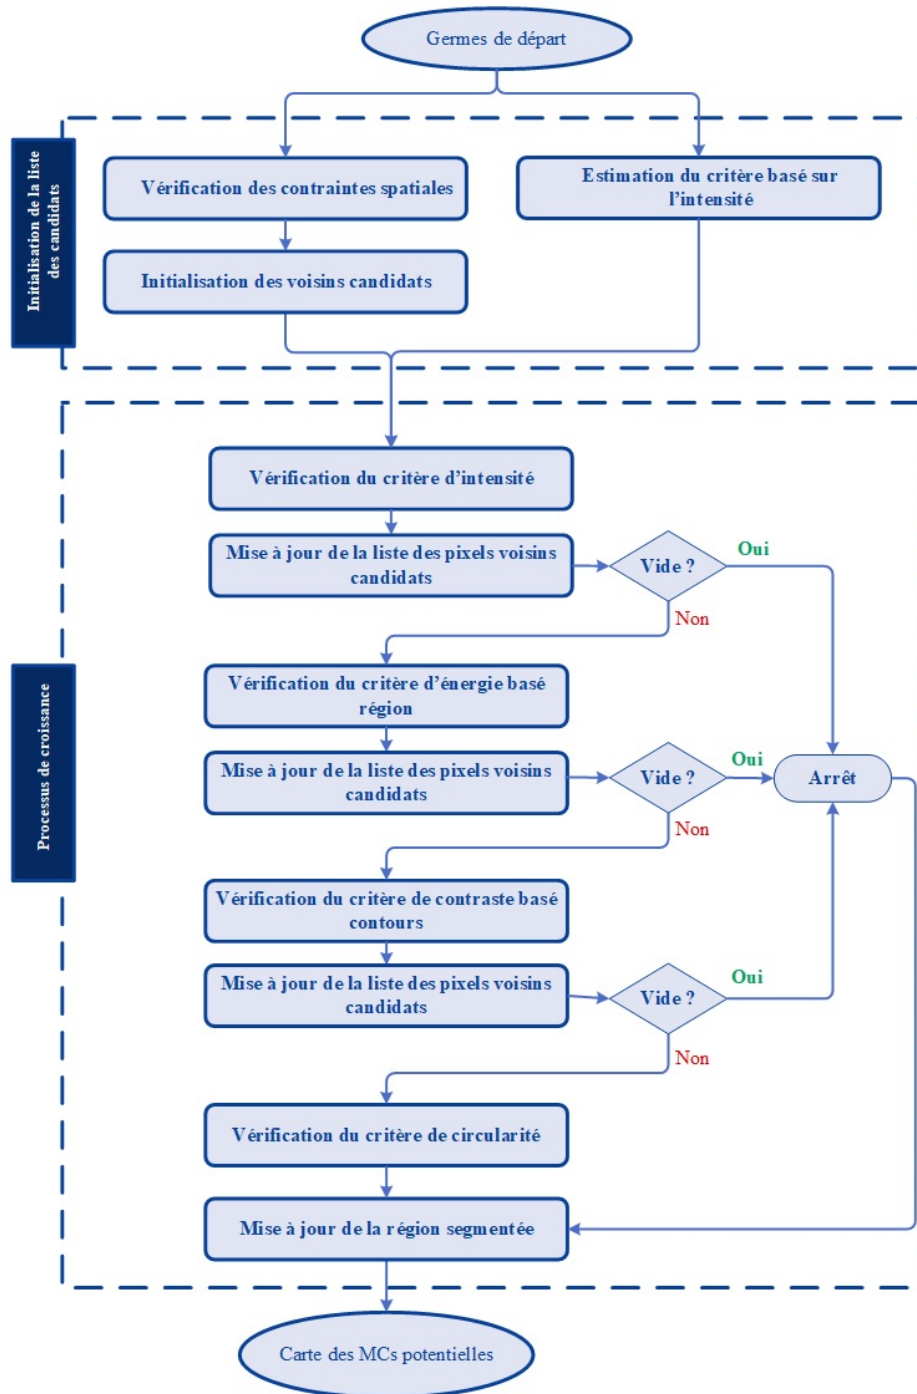 Germes de départ
Initialisation de la liste
des candidats
Vérification des contraintes spatiales
Estimation du critère basé sur
l'intensité
Initialisation des voisins candidats
Processus de croissance
Vérification du critère d'intensité
Mise à jour de la liste des pixels voisins
candidats
Vide ?
Oui
Non
Vérification du critère d'énergie basé
région
Mise à jour de la liste des pixels voisins
candidats
Vide ?
Oui
Arrêt
Non
Vérification du critère de contraste basé
contours
Mise à jour de la liste des pixels voisins
candidats
Vide ?
Oui
Non
Vérification du critère de circularité
Mise à jour de la région segmentée
Carte des MCs potentielles